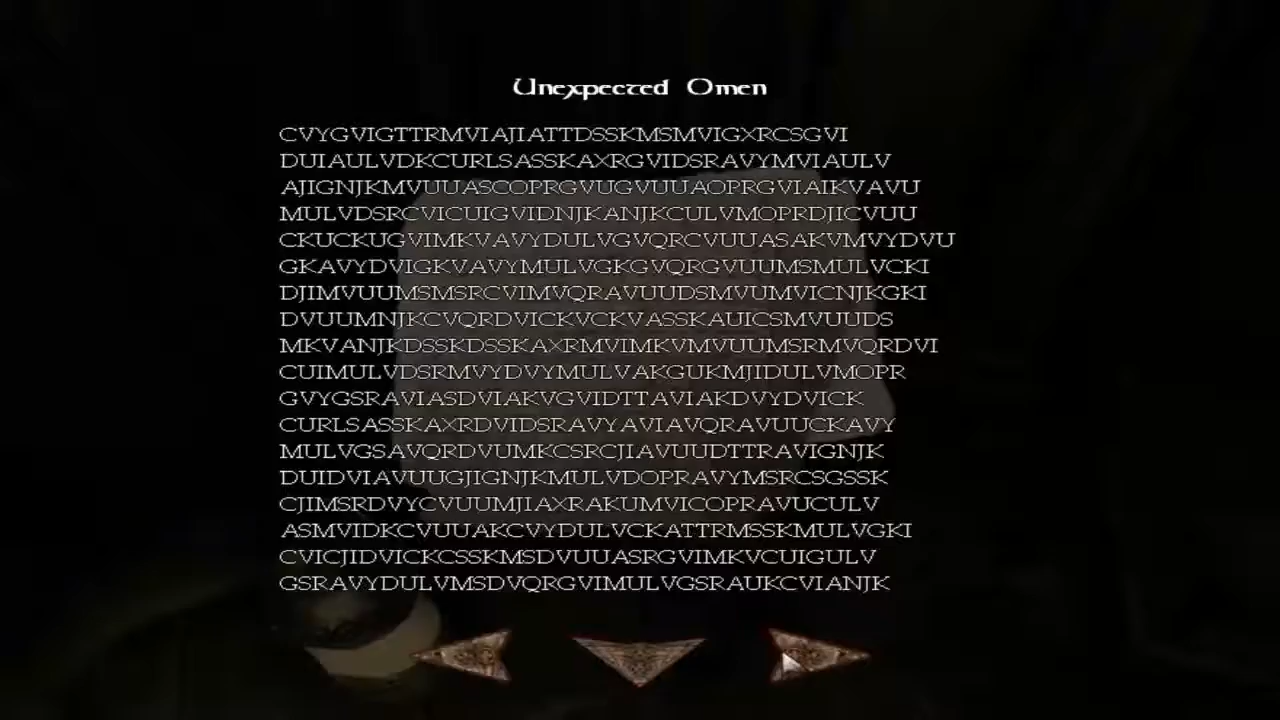 Unexpected Omen
CVYGVIGTTRMVIAJIATTDSSKMSMVIGXRCSGVI
DUIAULVDKCURLSASSKAXRGVIDSRAVYMVIAULV
AJIGNJKMVUUASCOPRGVUGVUUAOPRGVIAIKVAVU
MULVDSRCVICUIGVIDNJKANJKCULVMOPRDJICVUU
CKUCKUGVIMKVAVYDULVGVQRCVUUASAKVMVYDVU
GKAVYDVIGKVAVYMULVGKGVQRGVUUMSMULVCKI
DJIMVUUMSMSRCVIMVQRAVUUDSMVUMVICNJKGKI
DVUUMNJKCVQRDVICKVCKVASSKAUICSMVUUDS
MKVANJKDSSKDSSKAXRMVIMKVMVUUMSRMVQRDVI
CUIMULVDSRMVYDVYMULVAKGUKMJIDULVMOPR
GVYGSRAVIASDVIAKVGVIDTTAVIAKDVYDVICK
CURLSASSKAXRDVIDSRAVYAVIAVQRAVUUCKAVY
MULVGSAVQRDVUMKCSRCJIAVUUDTTRAVIGNJK
DUIDVIAVUUGJIGNJKMULVDOPRAVYMSRCSGSSK
CJIMSRDVYCVUUMJIAXRAKUMVICOPRAVUCULV
ASMVIDKCVUUAKCVYDULVCKATTRMSSKMULVGKI
CVICJIDVICKCSSKMSDVUUASRGVIMKVCUIGULV
GSRAVYDULVMSDVQRGVIMULVGSRAUKCVIANJK